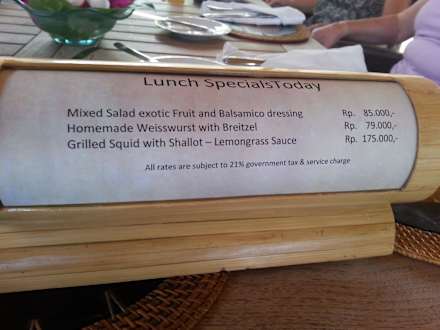 Lunch SpecialsToday
Mixed Salad exotic Fruit and Balsamico dressing Rp. 85.000,-
Homemade Weisswurst with Breitzel Rp. 79.000,-
Grilled Squid with Shallot – Lemongrass Sauce Rp. 175.000,-
All rates are subject to 21% government tax & service charge